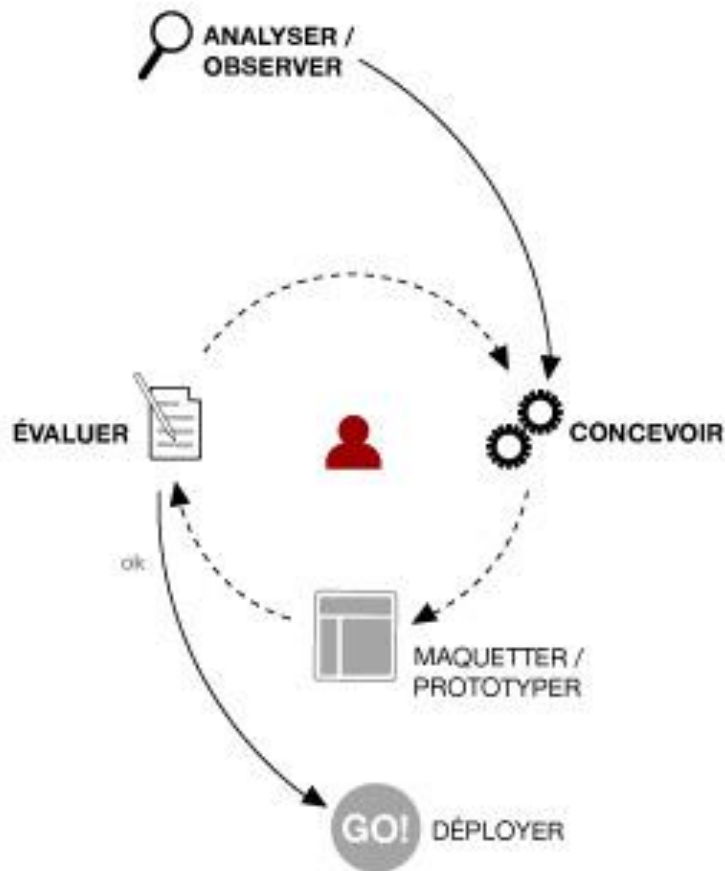 ANALYSER /
OBSERVER
ÉVALUER
CONCEVOIR
ok
MAQUETTER /
PROTOTYPER
GO! DÉPLOYER